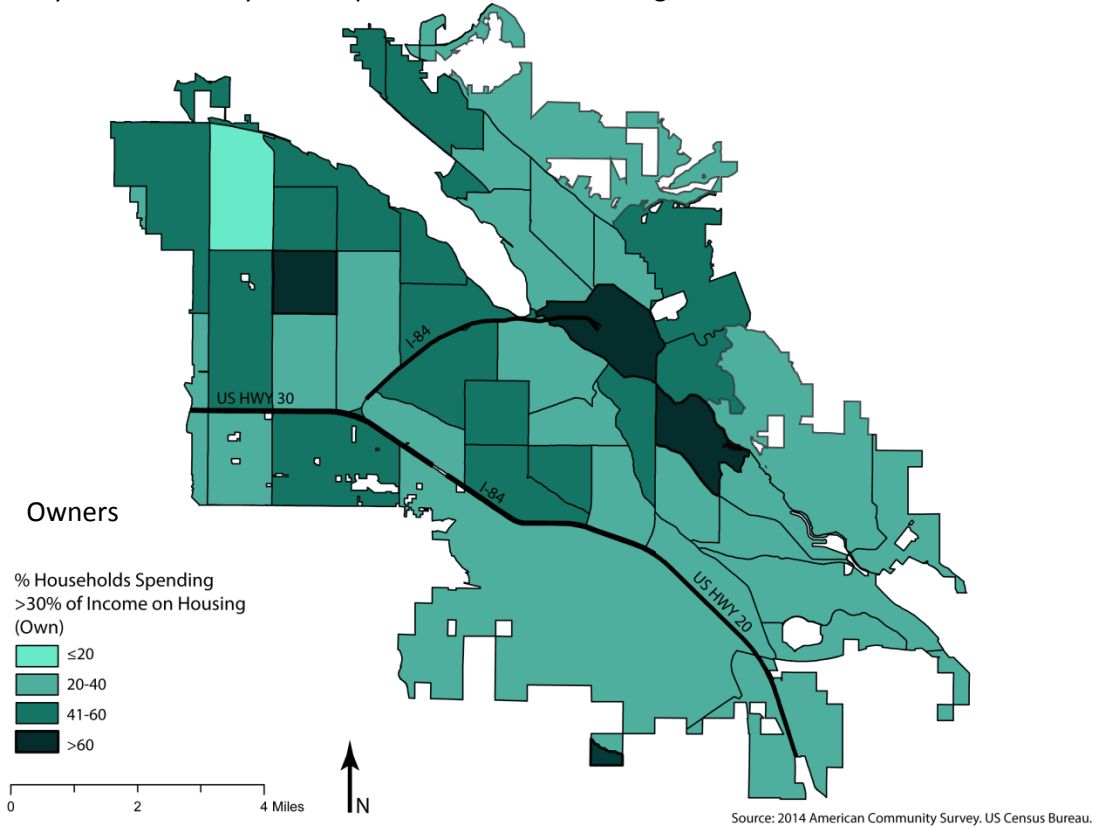 I-84
US HWY 30
I-84
US HWY 20
Owners
% Households Spending
>30% of Income on Housing
(Own)
≤20
20-40
41-60
>60
0 2 4 Miles
N
Source: 2014 American Community Survey. US Census Bureau.